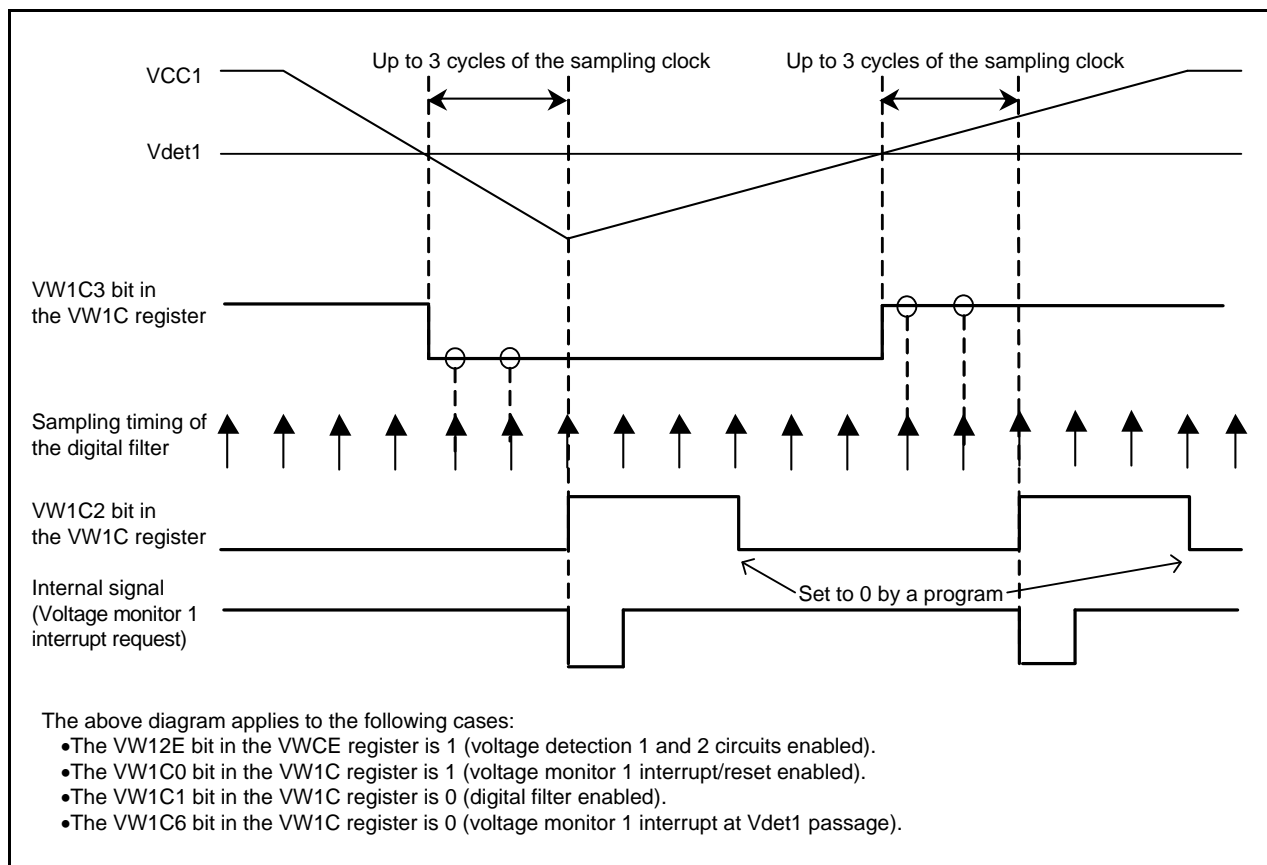 Up to 3 cycles of the sampling clock
Up to 3 cycles of the sampling clock
VCC1
Vdet1
VW1C3 bit in
the VW1C register
Sampling timing of
the digital filter
VW1C2 bit in
the VW1C register
Set to 0 by a program
Internal signal
(Voltage monitor 1
interrupt request)
The above diagram applies to the following cases:
•The VW12E bit in the VWCE register is 1 (voltage detection 1 and 2 circuits enabled).
•The VW1C0 bit in the VW1C register is 1 (voltage monitor 1 interrupt/reset enabled).
•The VW1C1 bit in the VW1C register is 0 (digital filter enabled).
•The VW1C6 bit in the VW1C register is 0 (voltage monitor 1 interrupt at Vdet1 passage).